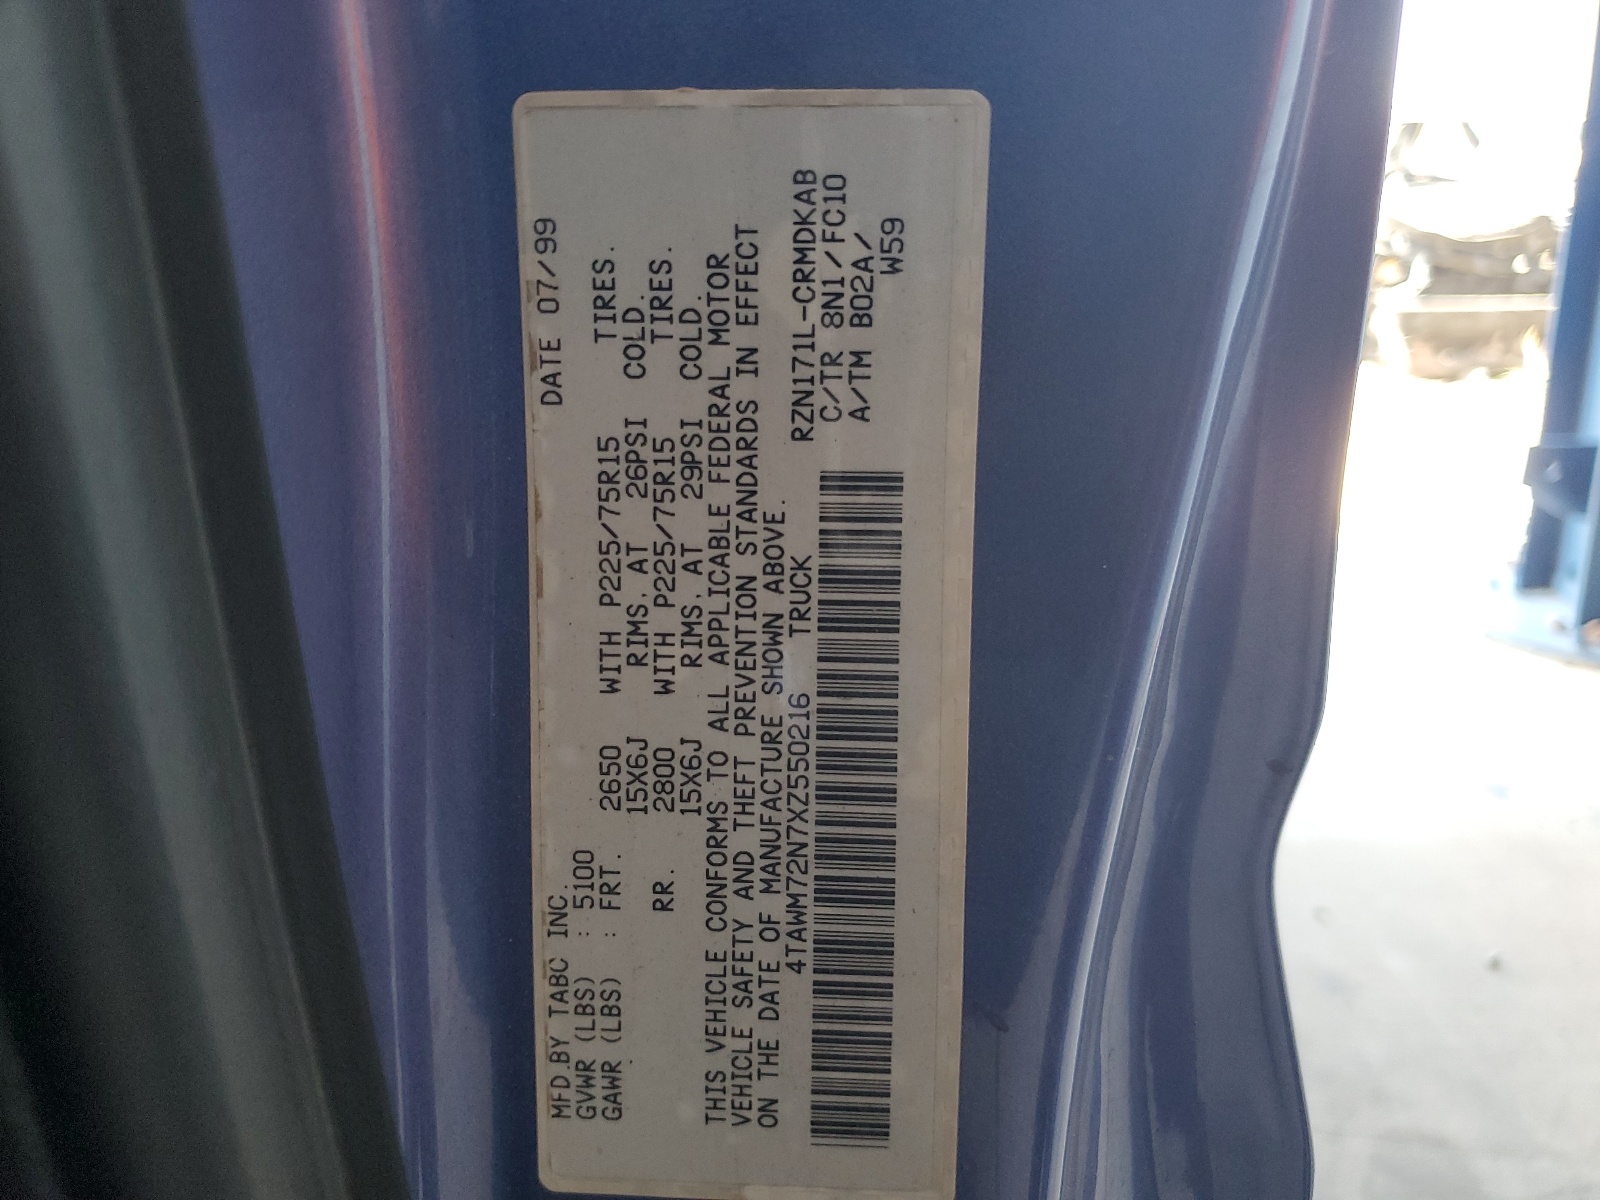 MFD.BY TABC INC. DATE 07/99
GVWR (LBS) : 5100
GAWR (LBS) : FRT. 2650 WITH P225/75R15 TIRES.
15X6J RIMS, AT 26PSI COLD.
RR. 2800 WITH P225/75R15 TIRES.
15X6J RIMS, AT 29PSI COLD.
THIS VEHICLE CONFORMS TO ALL APPLICABLE FEDERAL MOTOR
VEHICLE SAFETY AND THEFT PREVENTION STANDARDS IN EFFECT
ON THE DATE OF MANUFACTURE SHOWN ABOVE.
4TAWM72N7XZ550216 TRUCK RZN171L-CRMDKAB
C/TR 8N1/FC10
A/TM B02A/
W59